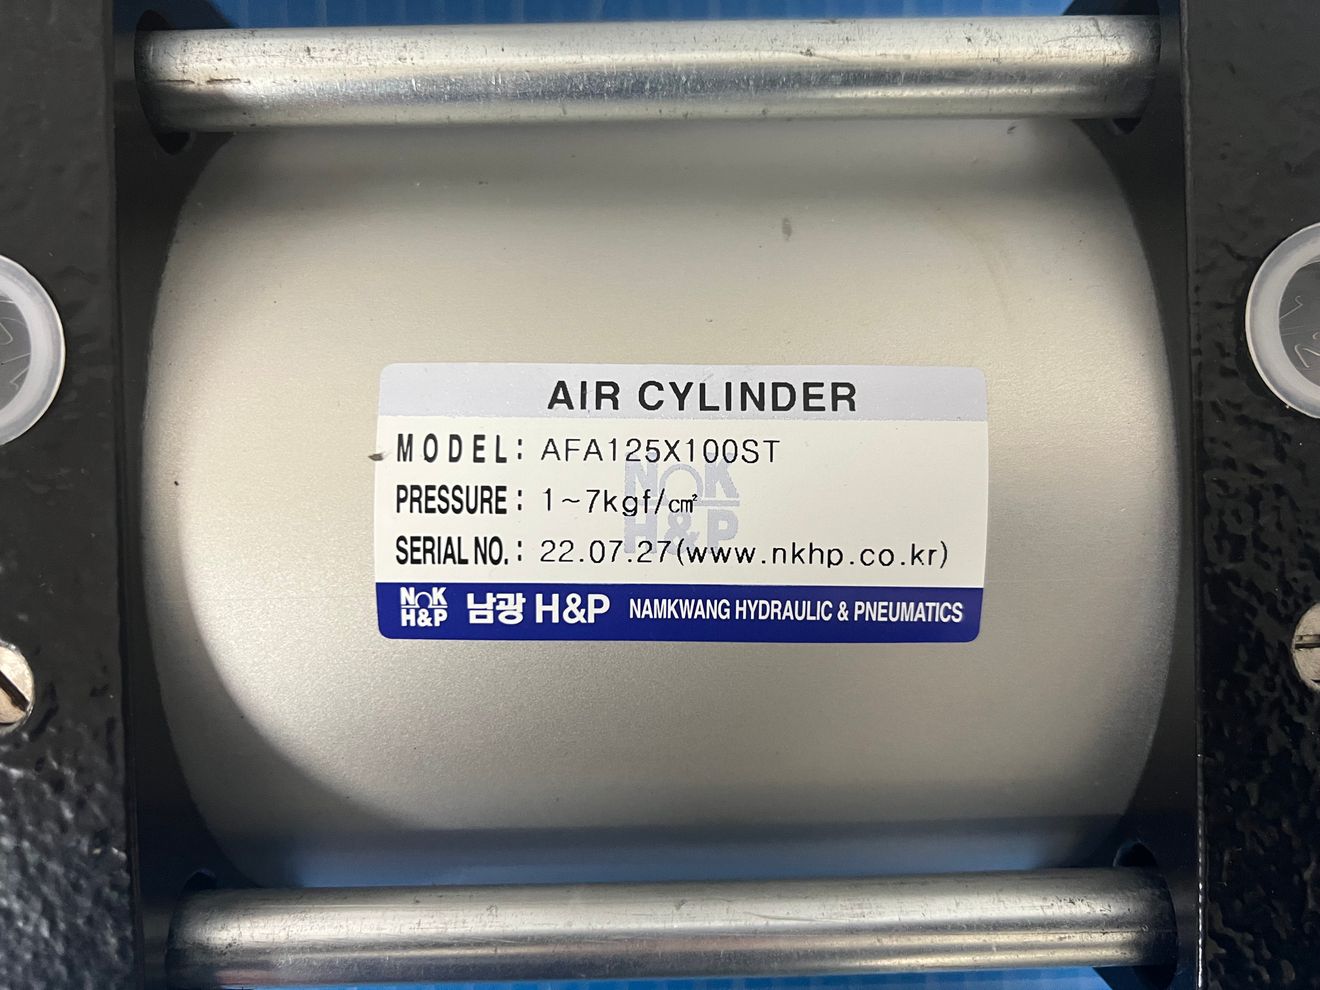 AIR CYLINDER
MODEL: AFA125X100ST
PRESSURE: 1~7kgf/㎠
SERIAL NO.: 22.07.27(www.nkhp.co.kr)
NOK
H&P
NOK
H&P
남광 H&P NAMKWANG HYDRAULIC & PNEUMATICS